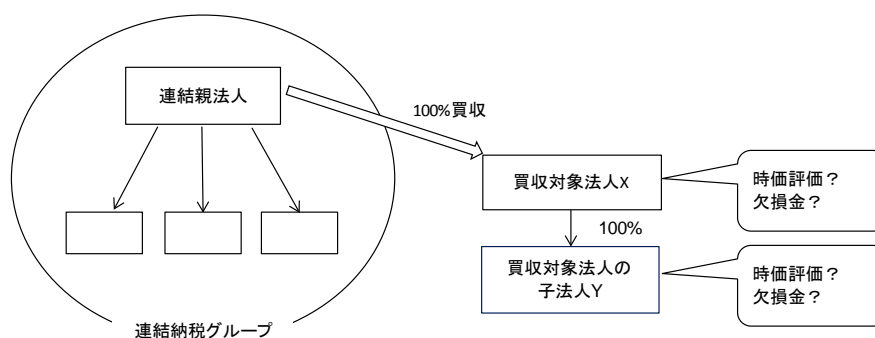 連結親法人
100%買収
買収対象法人X
時価評価？
欠損金？
100%
買収対象法人の
子法人Y
時価評価？
欠損金？
連結納税グループ